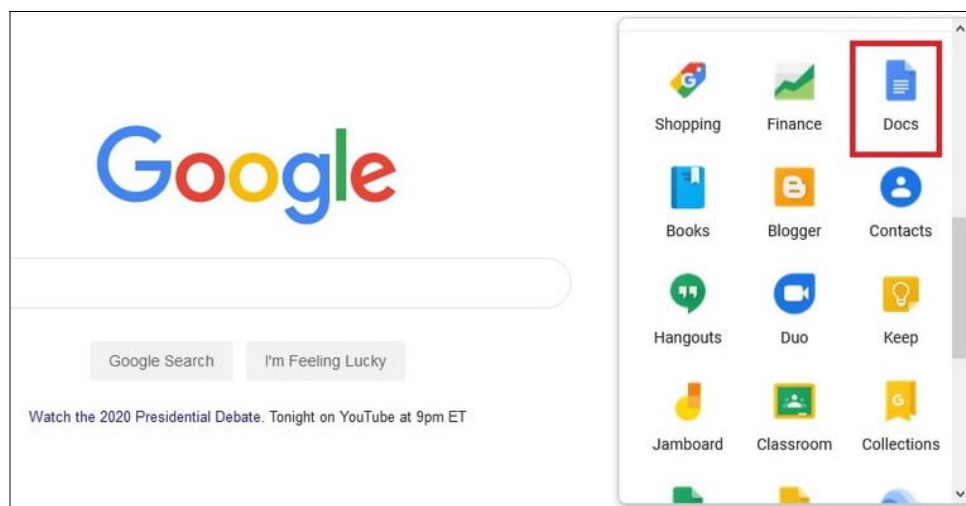 Google
Google Search
I'm Feeling Lucky
Watch the 2020 Presidential Debate. Tonight on YouTube at 9pm ET
G
Shopping
Finance
Docs
Books
Blogger
Contacts
Hangouts
Duo
Keep
Jamboard
Classroom
G
Collections